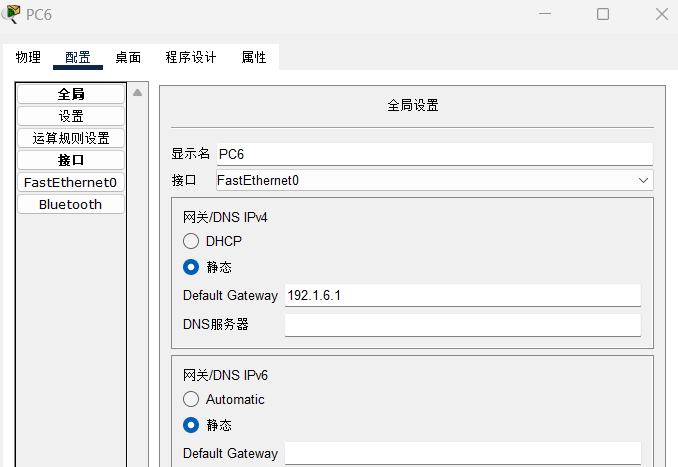 PC6
物理 配置 桌面 程序设计 属性
全局
设置
运算规则设置
接口
FastEthernet0
Bluetooth
全局设置
显示名 PC6
接口 FastEthernet0
网关/DNS IPv4
DHCP
静态
Default Gateway 192.1.6.1
DNS服务器
网关/DNS IPv6
Automatic
静态
Default Gateway